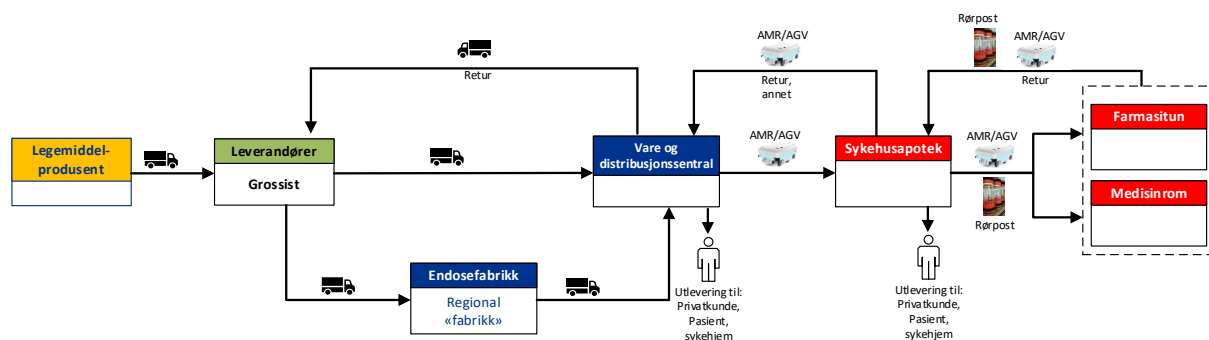 Rørpost
AMR/AGV
AMR/AGV
Retur
Retur,
annet
Retur
Legemiddel-
produsent
Leverandører
Grossist
Vare og
distribusjonssentral
AMR/AGV
Sykehusapotek
AMR/AGV
Rørpost
Farmasitun
Medisinrom
Endosefabrikk
Regional
«fabrikk»
Utlevering til:
Privatkunde,
Pasient,
sykehjem
Utlevering til:
Privatkunde,
Pasient,
sykehjem